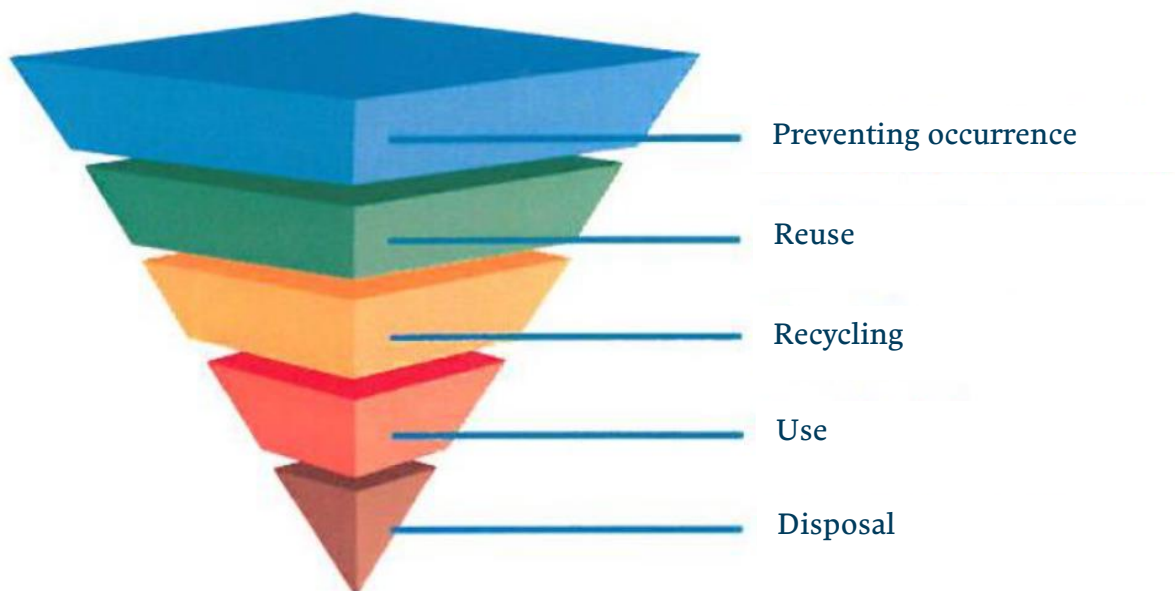 Preventing occurrence
Reuse
Recycling
Use
Disposal